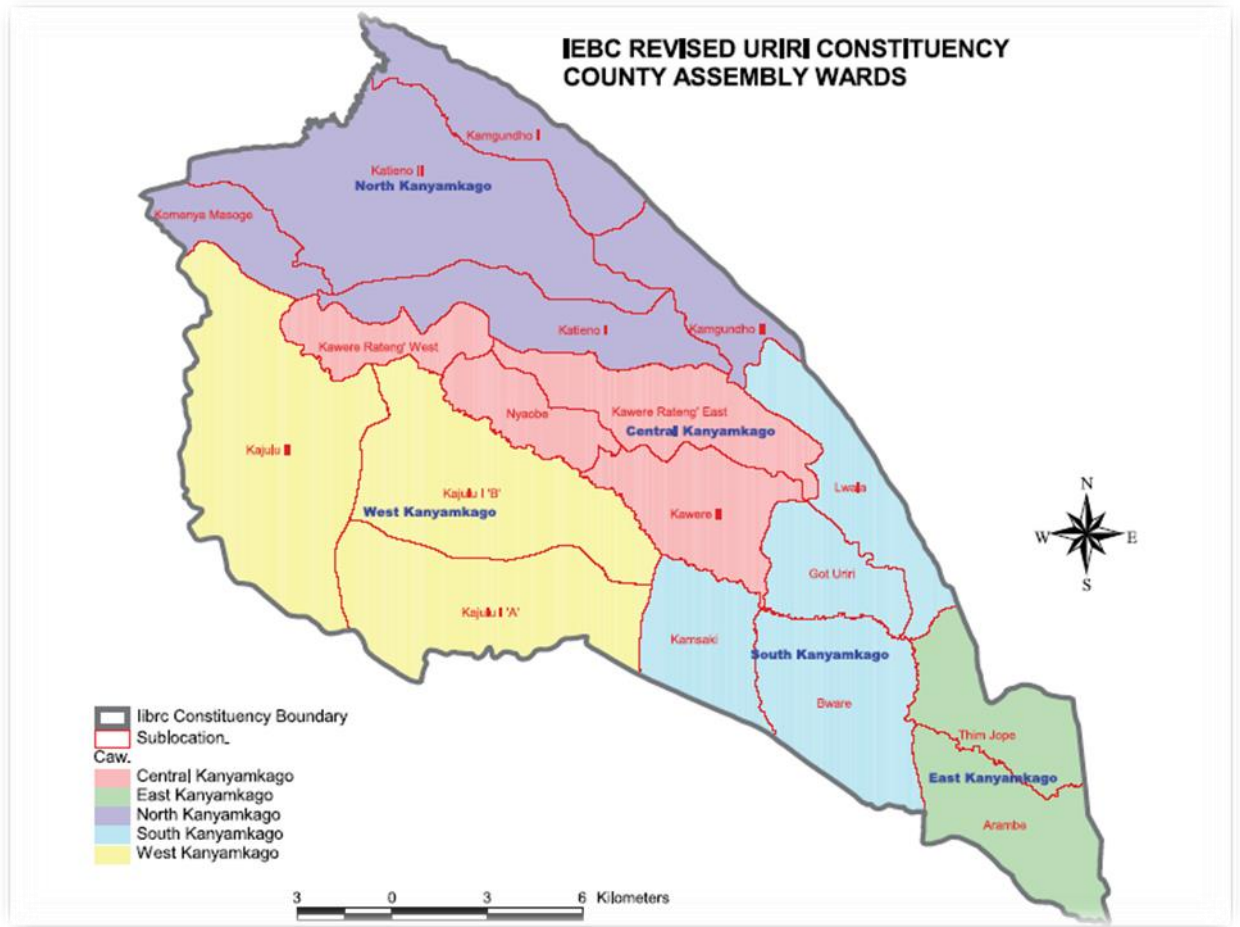 IEBC REVISED URIRI CONSTITUENCY
COUNTY ASSEMBLY WARDS
Kamgundho I
Katieno II
North Kanyamkago
Komenya Masoge
Katieno I
Kamgundho II
Kawere Rateng' West
Nyaobe
Kawere Rateng' East
Central Kanyamkago
Kajulu II
Kajulu I 'B'
West Kanyamkago
Kawere II
Lwala
N
W
E
S
Got Uriri
Kajulu I 'A'
Kamsaki
South Kanyamkago
Bware
Thim Jope
East Kanyamkago
Arambe
Iibrc Constituency Boundary
Sublocation_
Caw.
Central Kanyamkago
East Kanyamkago
North Kanyamkago
South Kanyamkago
West Kanyamkago
3 0 3 6 Kilometers